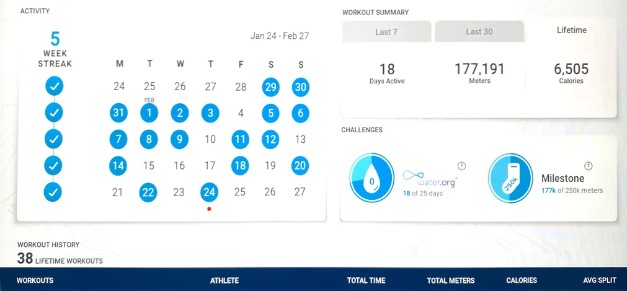 ACTIVITY
5
WEEK
STREAK
Jan 24 - Feb 27
M T W T F S S
24 25 26 27 28 29 30
FEB
31 1 2 3 4 5 6
7 8 9 10 11 12 13
14 15 16 17 18 19 20
21 22 23 24 25 26 27
WORKOUT SUMMARY
Last 7 Last 30 Lifetime
18 177,191 6,505
Days Active Meters Calories
CHALLENGES
0
water.org
18 of 25 days
250k
Milestone
177k of 250k meters
WORKOUT HISTORY
38 LIFETIME WORKOUTS
WORKOUTS ATHLETE TOTAL TIME TOTAL METERS CALORIES AVG SPLIT